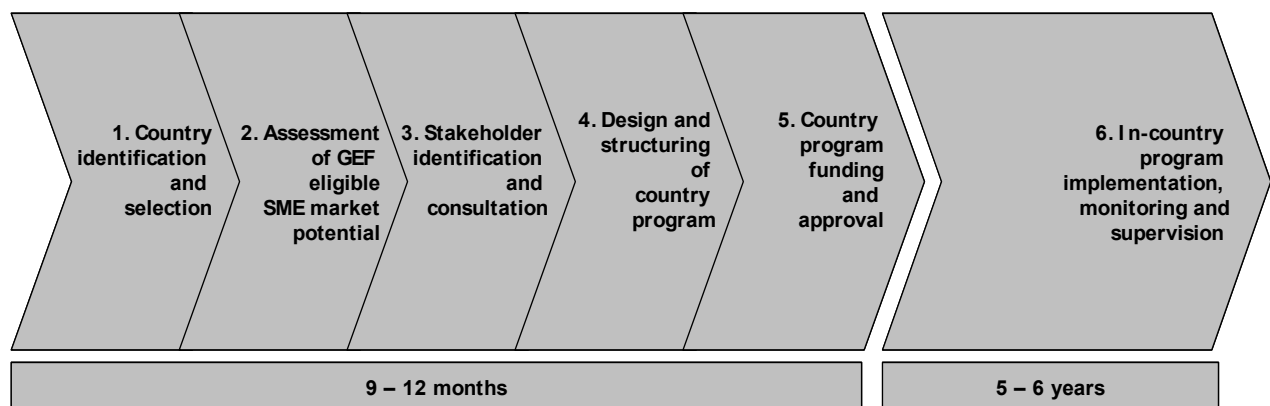 1. Country
identification
and
selection
2. Assessment
of GEF
eligible
SME market
potential
3. Stakeholder
identification
and
consultation
4. Design and
structuring
of
country
program
5. Country
program
funding
and
approval
6. In-country
program
implementation,
monitoring and
supervision
9 – 12 months
5 – 6 years